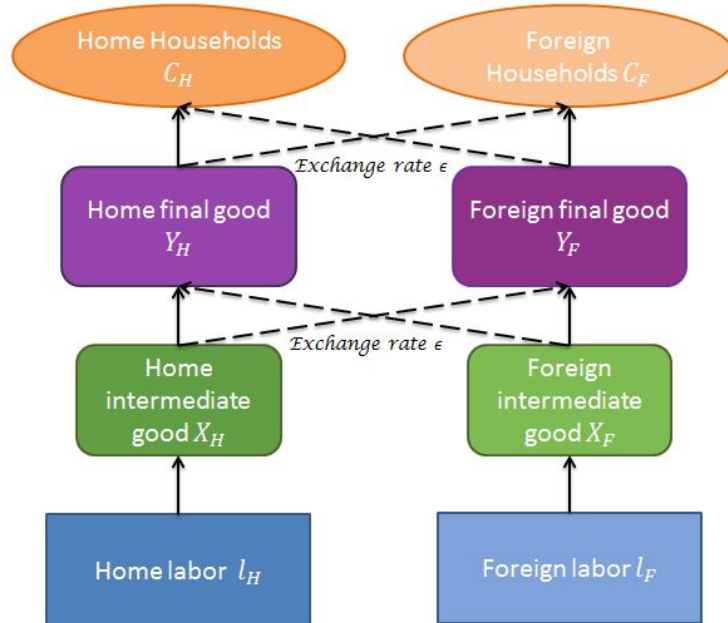 Home Households
C_H
Foreign
Households C_F
Exchange rate ϵ
Home final good
Y_H
Foreign final good
Y_F
Exchange rate ϵ
Home
intermediate
good X_H
Foreign
intermediate
good X_F
Home labor l_H
Foreign labor l_F